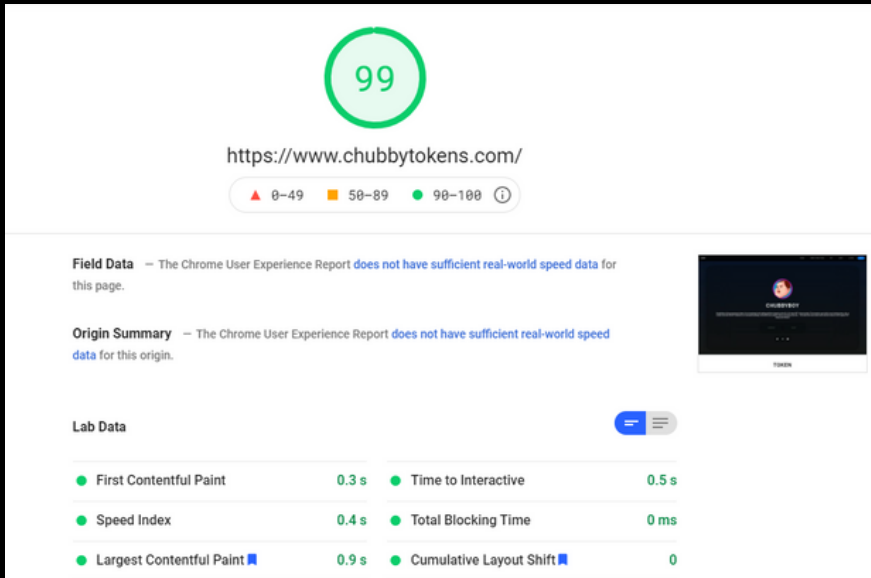 99
https://www.chubbytokens.com/
0–49 50–89 90–100
Field Data — The Chrome User Experience Report does not have sufficient real-world speed data for
this page.
Origin Summary — The Chrome User Experience Report does not have sufficient real-world speed
data for this origin.
CHUBBYBOY
TOKEN
Lab Data
First Contentful Paint 0.3 s
Time to Interactive 0.5 s
Speed Index 0.4 s
Total Blocking Time 0 ms
Largest Contentful Paint 0.9 s
Cumulative Layout Shift 0